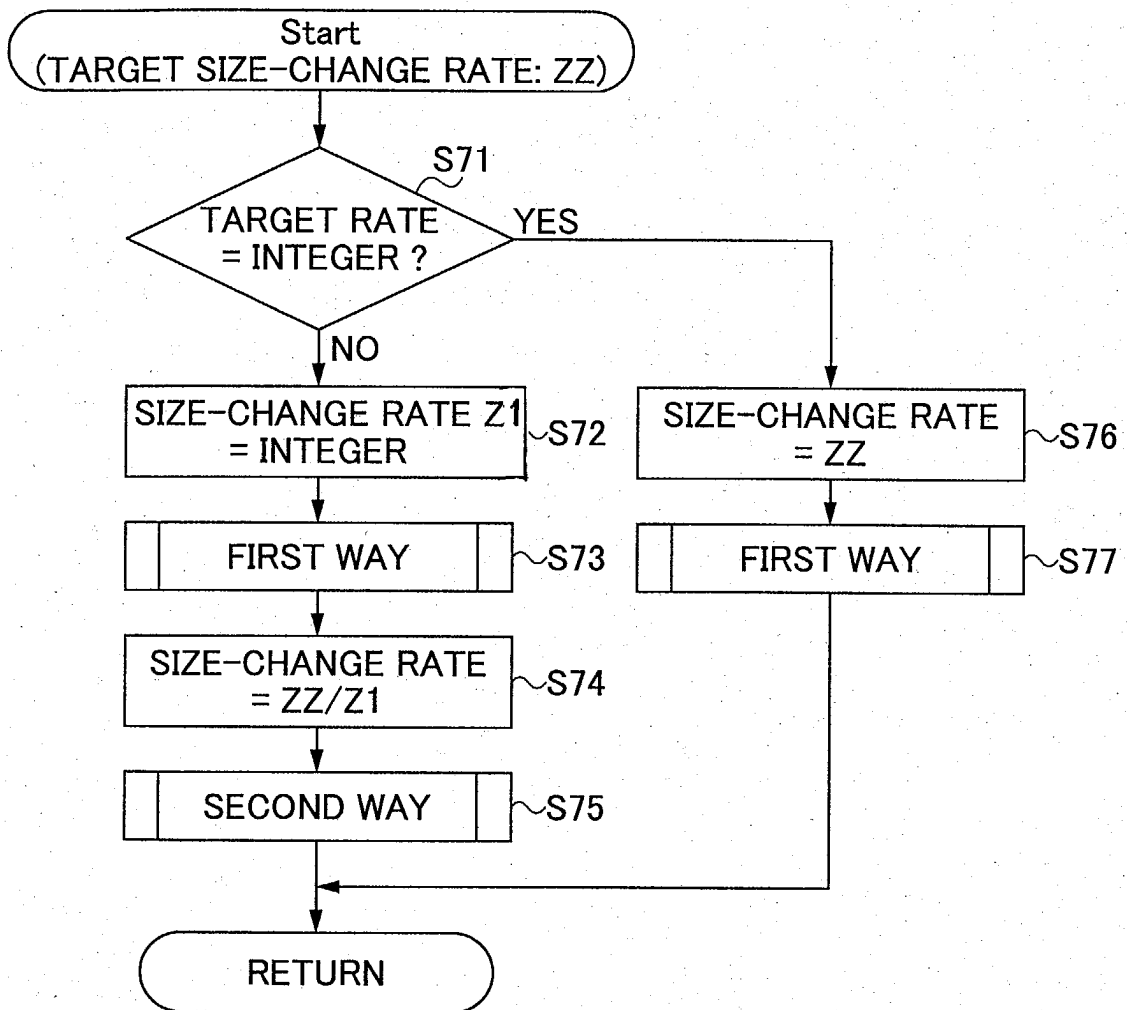 Start
(TARGET SIZE-CHANGE RATE: ZZ)
S71
TARGET RATE
= INTEGER ?
YES
NO
SIZE-CHANGE RATE Z1
= INTEGER
S72
SIZE-CHANGE RATE
= ZZ
S76
FIRST WAY
S73
FIRST WAY
S77
SIZE-CHANGE RATE
= ZZ/Z1
S74
SECOND WAY
S75
RETURN